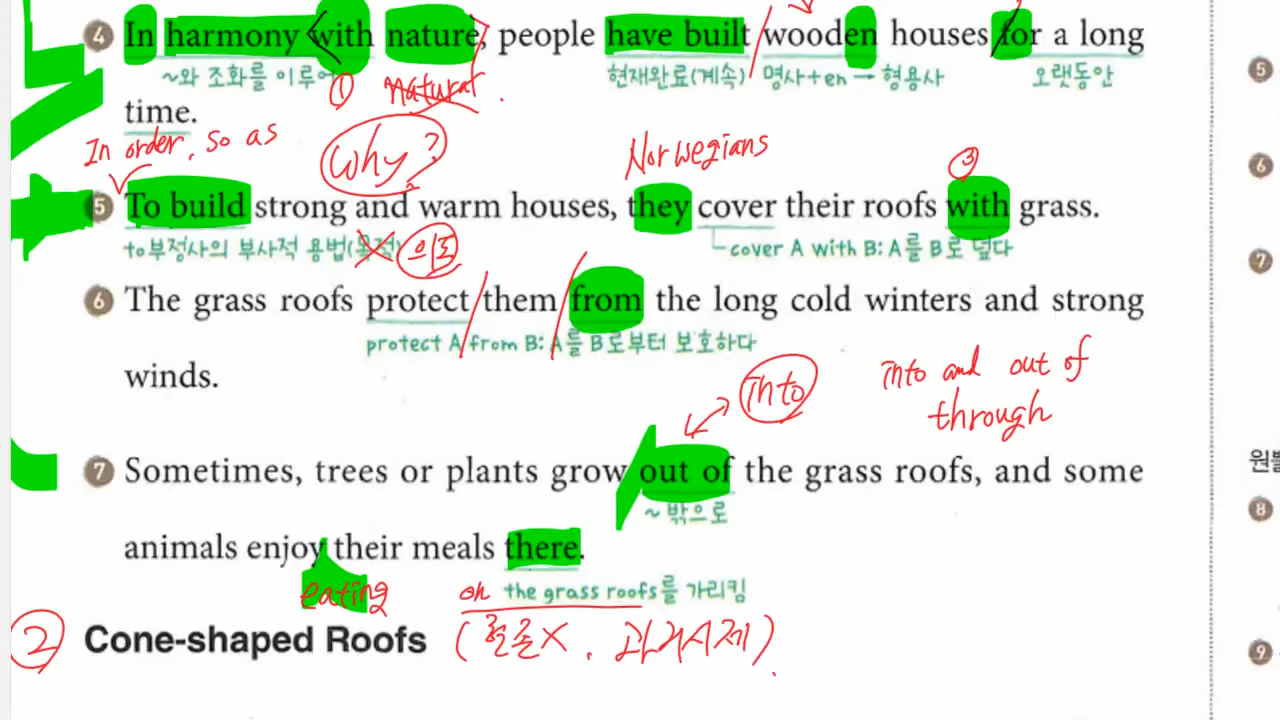 4 In harmony with nature, people have built wooden houses for a long
~와 조화를 이루어 현재완료(계속) 명사+en → 형용사 오랫동안
① natural.
time.
In order, so as Why? Norwegians ③
5 To build strong and warm houses, they cover their roofs with grass.
to부정사의 부사적 용법(목적) 의도 cover A with B: A를 B로 덮다
6 The grass roofs protect them from the long cold winters and strong
protect A from B: A를 B로부터 보호하다
winds.
into into and out of
through
7 Sometimes, trees or plants grow out of the grass roofs, and some
~ 밖으로
animals enjoy their meals there.
eating on the grass roofs를 가리킴
② Cone-shaped Roofs (현존X, 과거시제)
5
6
7
8
9